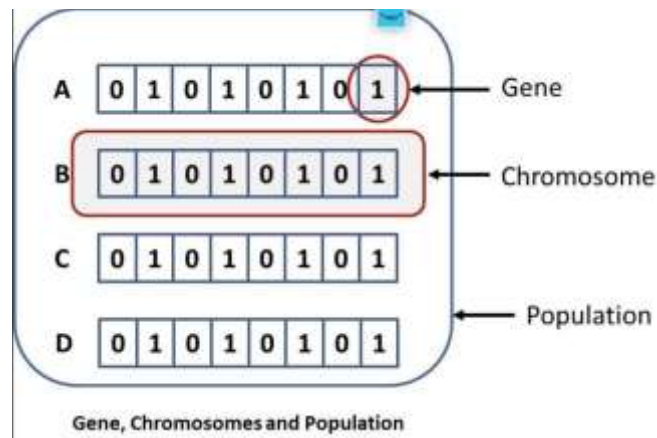 A 0 1 0 1 0 1 0 1 Gene
B 0 1 0 1 0 1 0 1 Chromosome
C 0 1 0 1 0 1 0 1
Population
D 0 1 0 1 0 1 0 1
Gene, Chromosomes and Population